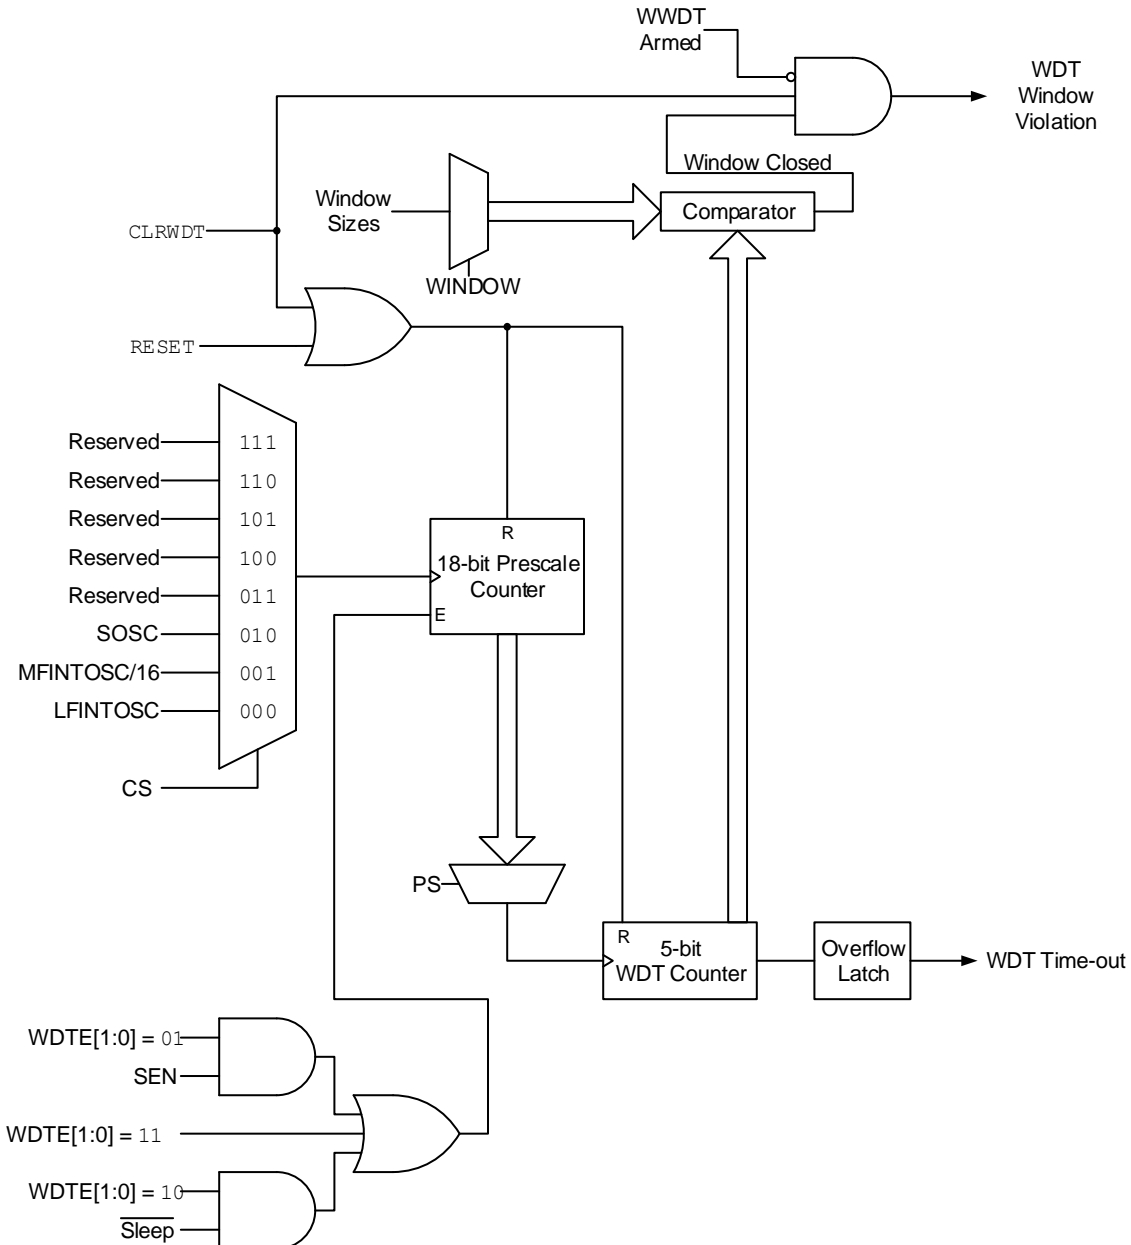 WWDT
Armed
WDT
Window
Violation
Window Closed
Window
Sizes
Comparator
CLRWDT
WINDOW
RESET
Reserved 111
Reserved 110
Reserved 101
Reserved 100
Reserved 011
SOSC 010
MFINTOSC/16 001
LFINTOSC 000
CS
R
18-bit Prescale
Counter
E
PS
R
5-bit
WDT Counter
Overflow
Latch
WDT Time-out
WDTE[1:0] = 01
SEN
WDTE[1:0] = 11
WDTE[1:0] = 10
Sleep